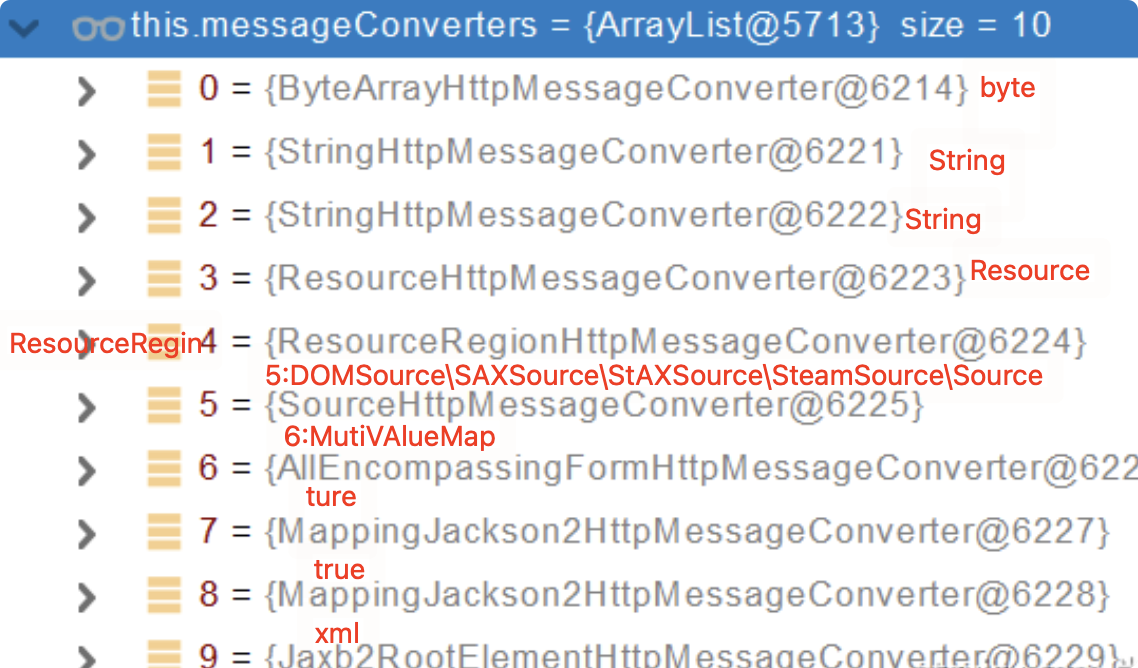 this.messageConverters = {ArrayList@5713} size = 10
0 = {ByteArrayHttpMessageConverter@6214} byte
1 = {StringHttpMessageConverter@6221} String
2 = {StringHttpMessageConverter@6222} String
3 = {ResourceHttpMessageConverter@6223} Resource
ResourceRegin 4 = {ResourceRegionHttpMessageConverter@6224}
5:DOMSource\SAXSource\StAXSource\SteamSource\Source
5 = {SourceHttpMessageConverter@6225}
6:MutiVAlueMap
6 = {AllEncompassingFormHttpMessageConverter@622
ture
7 = {MappingJackson2HttpMessageConverter@6227}
true
8 = {MappingJackson2HttpMessageConverter@6228}
xml
9 = {Jaxb2RootElementHttpMessageConverter@6229}